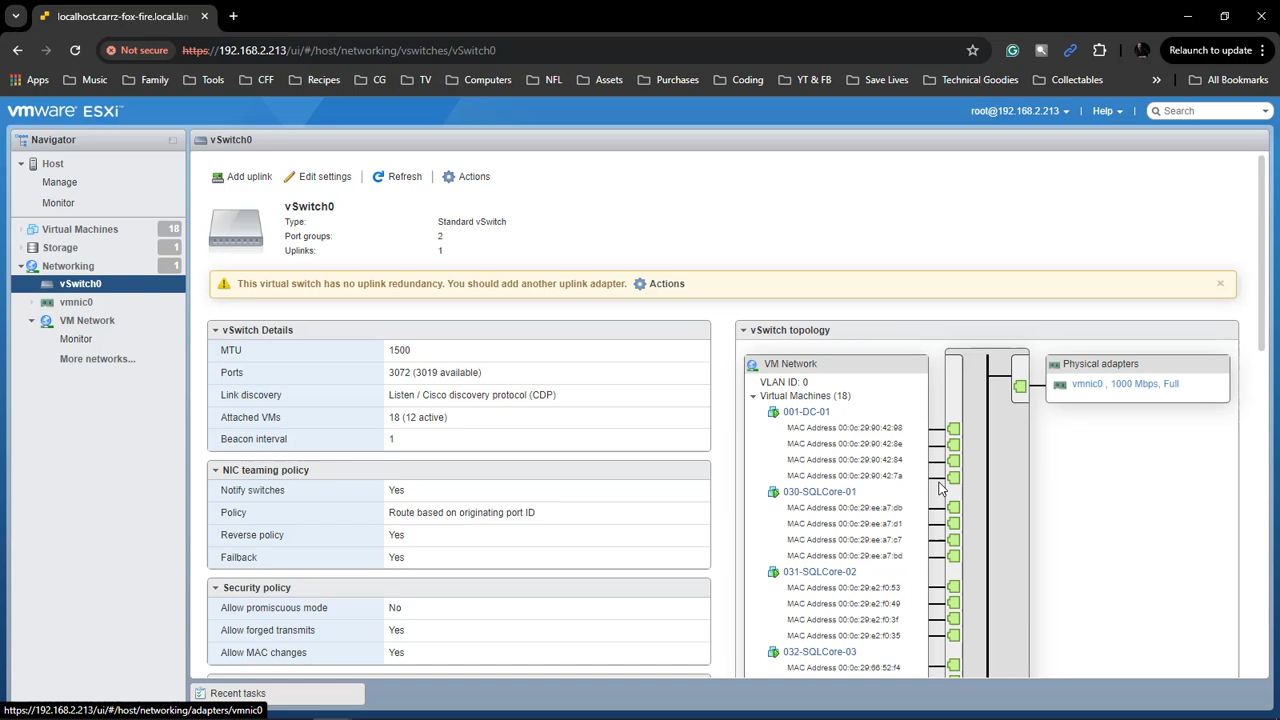 localhost.carrz-fox-fire.local.lan
Not secure
https://192.168.2.213/ui/#/host/networking/vswitches/vSwitch0
Relaunch to update
Apps
Music
Family
Tools
CFF
Recipes
CG
TV
Computers
NFL
Assets
Purchases
Coding
YT & FB
Save Lives
Technical Goodies
Collectables
All Bookmarks
vmware ESXi™
root@192.168.2.213
Help
Search
Navigator
Host
Manage
Monitor
Virtual Machines 18
Storage 1
Networking 1
vSwitch0
vmnic0
VM Network
Monitor
More networks...
vSwitch0
Add uplink
Edit settings
Refresh
Actions
vSwitch0
Type: Standard vSwitch
Port groups: 2
Uplinks: 1
This virtual switch has no uplink redundancy. You should add another uplink adapter. Actions
vSwitch Details
MTU 1500
Ports 3072 (3019 available)
Link discovery Listen / Cisco discovery protocol (CDP)
Attached VMs 18 (12 active)
Beacon interval 1
NIC teaming policy
Notify switches Yes
Policy Route based on originating port ID
Reverse policy Yes
Failback Yes
Security policy
Allow promiscuous mode No
Allow forged transmits Yes
Allow MAC changes Yes
vSwitch topology
VM Network
VLAN ID: 0
Virtual Machines (18)
001-DC-01
MAC Address 00:0c:29:90:42:98
MAC Address 00:0c:29:90:42:8e
MAC Address 00:0c:29:90:42:84
MAC Address 00:0c:29:90:42:7a
030-SQLCore-01
MAC Address 00:0c:29:ee:a7:db
MAC Address 00:0c:29:ee:a7:d1
MAC Address 00:0c:29:ee:a7:c7
MAC Address 00:0c:29:ee:a7:bd
031-SQLCore-02
MAC Address 00:0c:29:e2:f0:53
MAC Address 00:0c:29:e2:f0:49
MAC Address 00:0c:29:e2:f0:3f
MAC Address 00:0c:29:e2:f0:35
032-SQLCore-03
MAC Address 00:0c:29:66:52:f4
Physical adapters
vmnic0 , 1000 Mbps, Full
Recent tasks
https://192.168.2.213/ui/#/host/networking/adapters/vmnic0